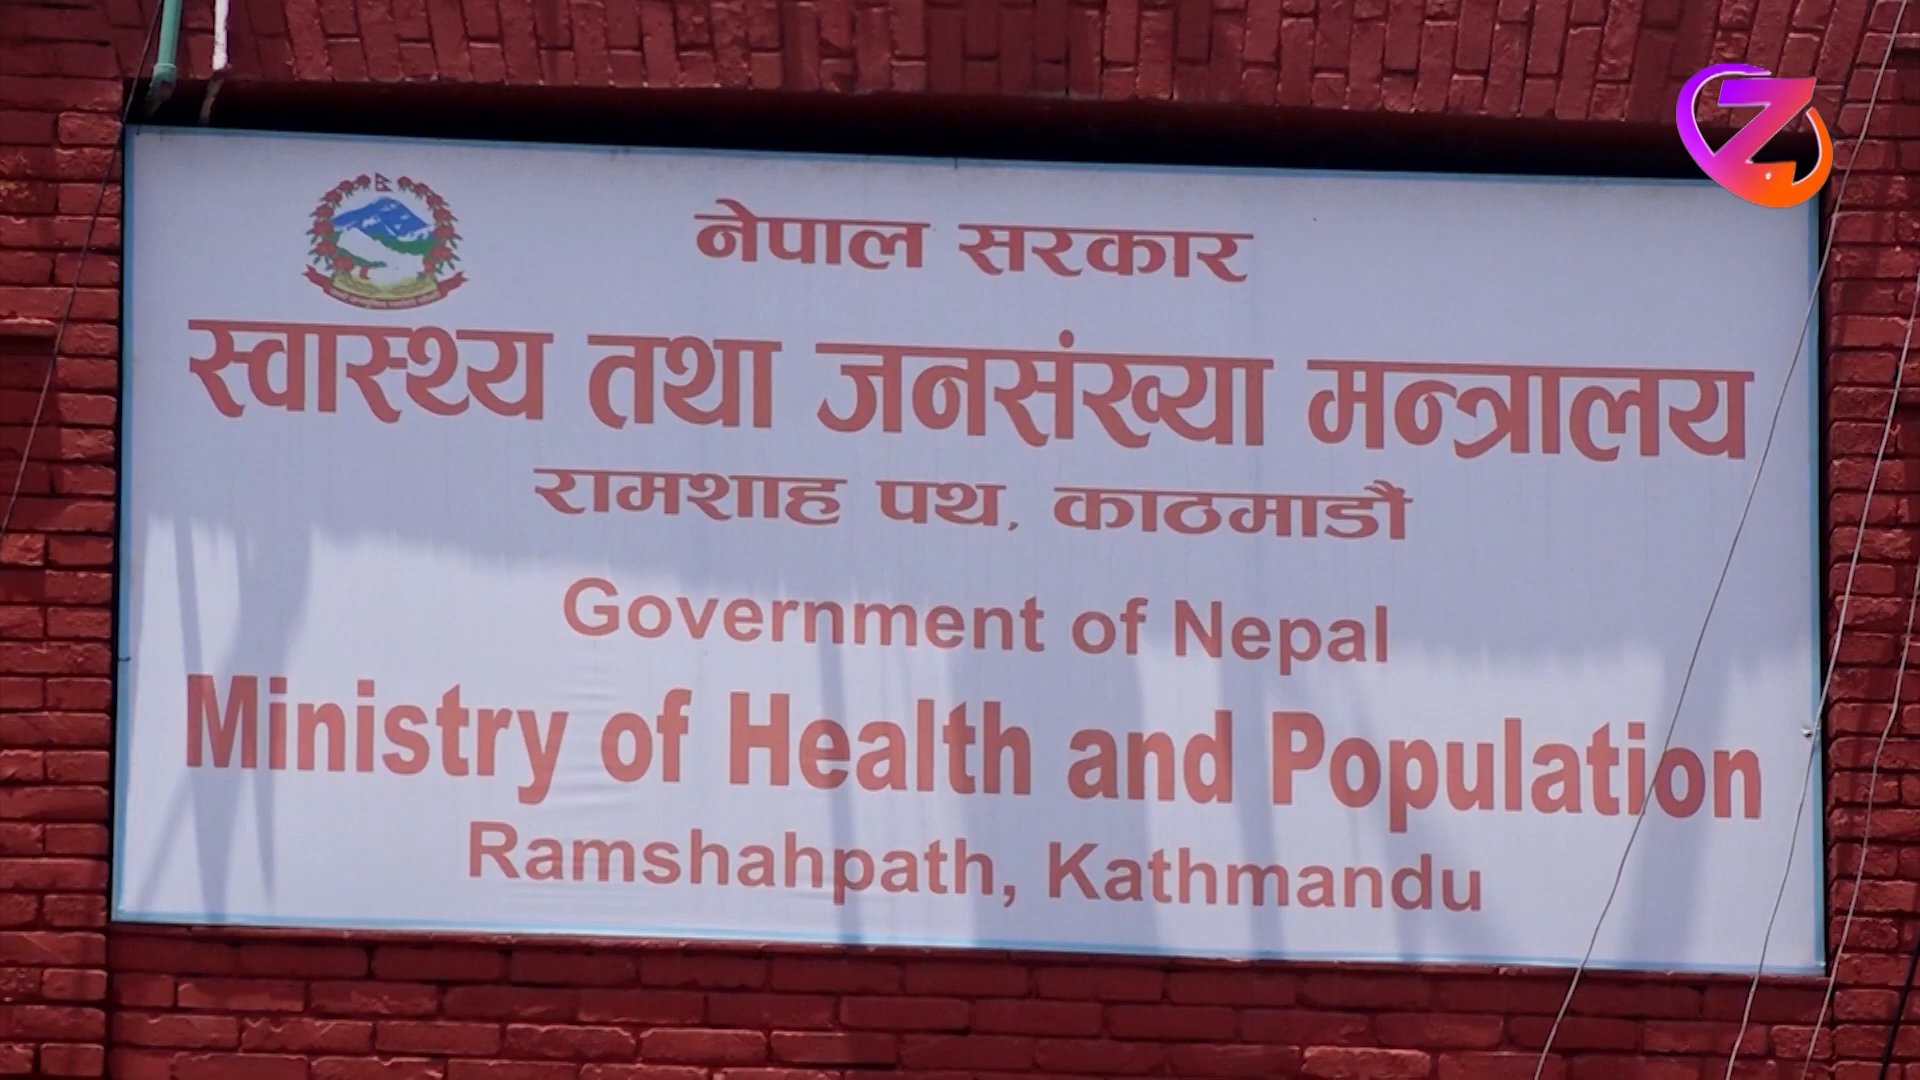 नेपाल सरकार
स्वास्थ्य तथा जनसंख्या मन्त्रालय
रामशाह पथ, काठमाडौं
Government of Nepal
Ministry of Health and Population
Ramshahpath, Kathmandu